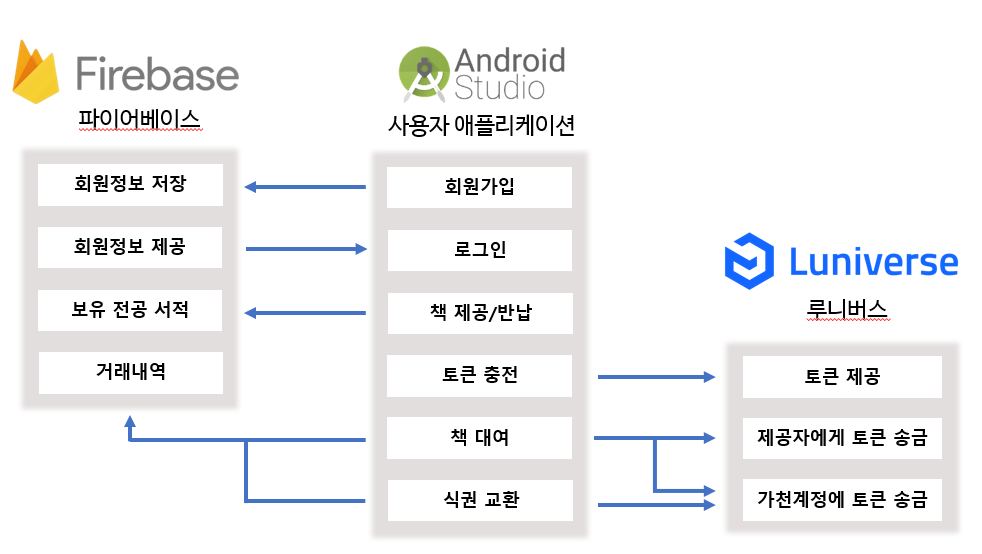 Firebase
파이어베이스
회원정보 저장
회원정보 제공
보유 전공 서적
거래내역
Android
Studio
사용자 애플리케이션
회원가입
로그인
책 제공/반납
토큰 충전
책 대여
식권 교환
Luniverse
루니버스
토큰 제공
제공자에게 토큰 송금
가천계정에 토큰 송금